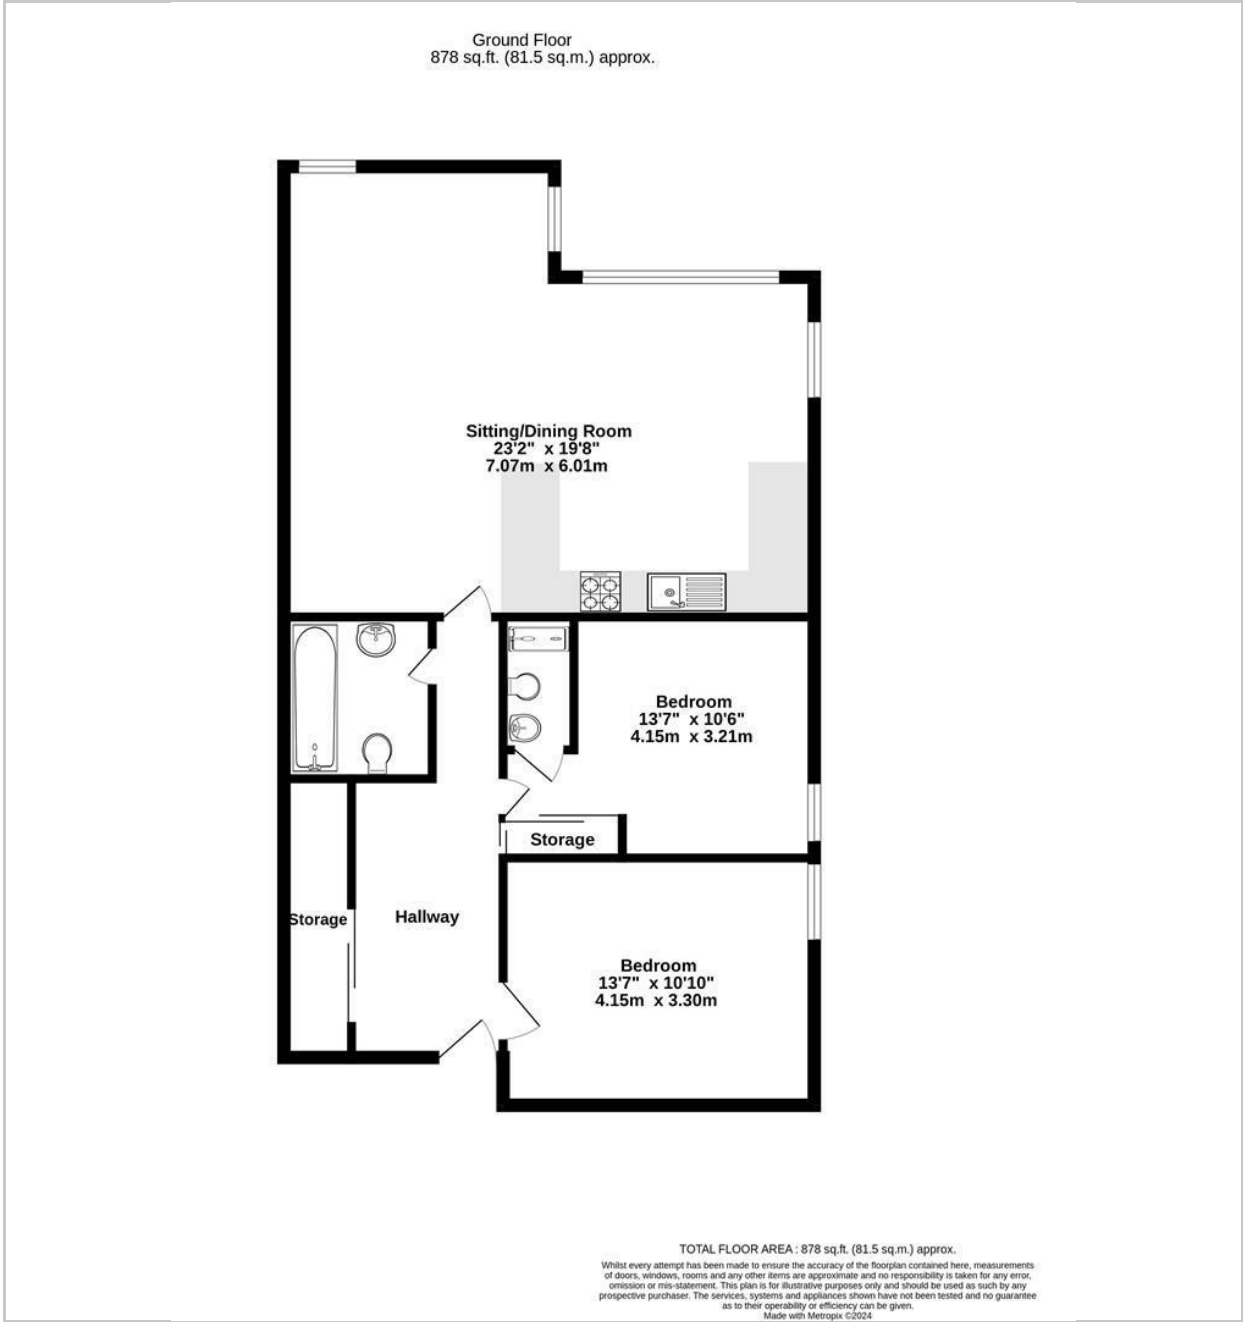 Ground Floor
878 sq.ft. (81.5 sq.m.) approx.
Sitting/Dining Room
23'2" x 19'8"
7.07m x 6.01m
Bedroom
13'7" x 10'6"
4.15m x 3.21m
Storage
Storage
Hallway
Bedroom
13'7" x 10'10"
4.15m x 3.30m
TOTAL FLOOR AREA : 878 sq.ft. (81.5 sq.m.) approx.
Whilst every attempt has been made to ensure the accuracy of the floorplan contained here, measurements
of doors, windows, rooms and any other items are approximate and no responsibility is taken for any error,
omission or mis-statement. This plan is for illustrative purposes only and should be used as such by any
prospective purchaser. The services, systems and appliances shown have not been tested and no guarantee
as to their operability or efficiency can be given.
Made with Metropix ©2024